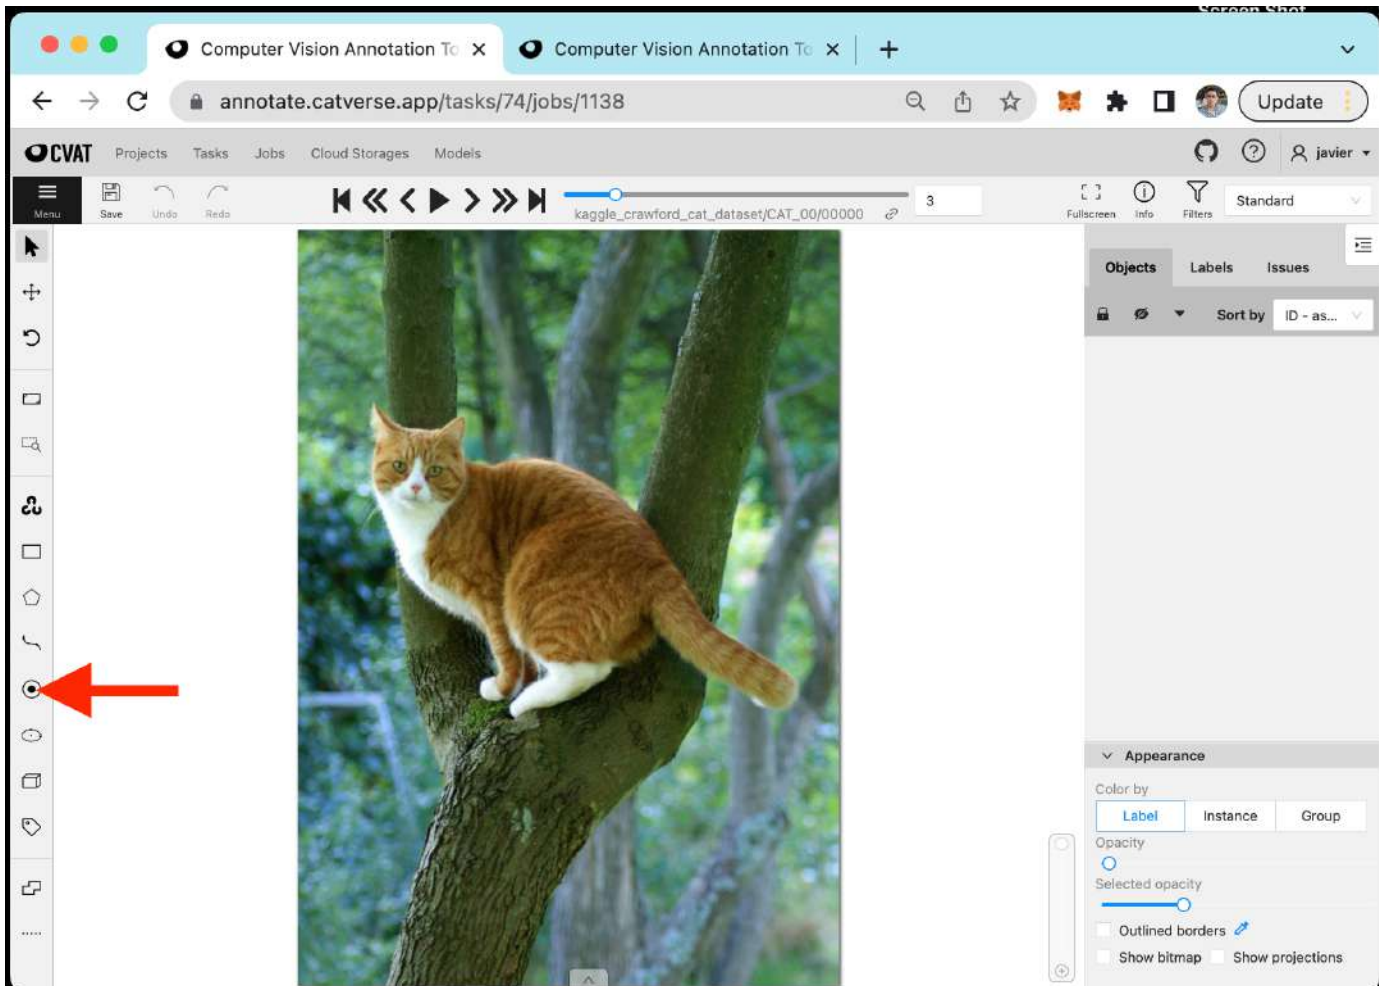 Screen Shot
Computer Vision Annotation To
Computer Vision Annotation To
annotate.catverse.app/tasks/74/jobs/1138
Update
CVAT Projects Tasks Jobs Cloud Storages Models
javier
Menu Save Undo Redo
kaggle_crawford_cat_dataset/CAT_00/00000
3
Fullscreen Info Filters Standard
Objects Labels Issues
Sort by ID - as...
Appearance
Color by
Label Instance Group
Opacity
Selected opacity
Outlined borders
Show bitmap Show projections